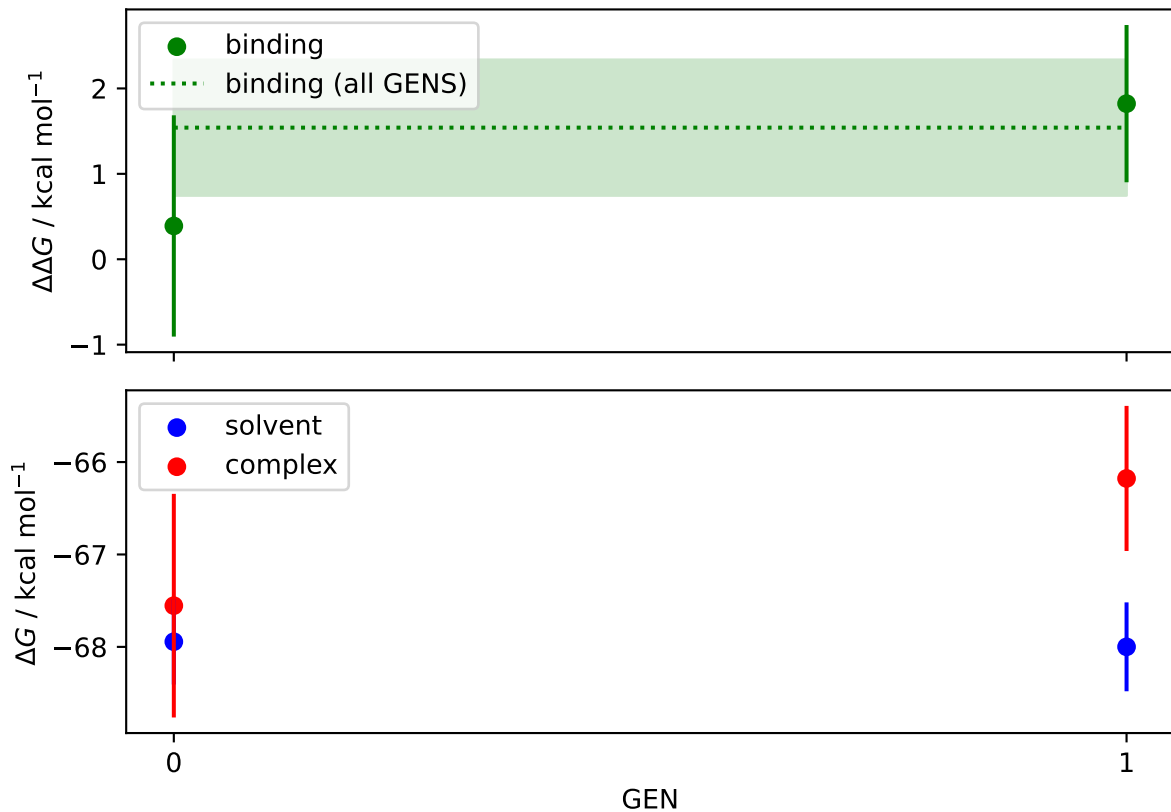 binding
binding (all GENS)
ΔΔG / kcal mol⁻¹
2
1
0
−1
solvent
complex
ΔG / kcal mol⁻¹
−66
−67
−68
0
1
GEN